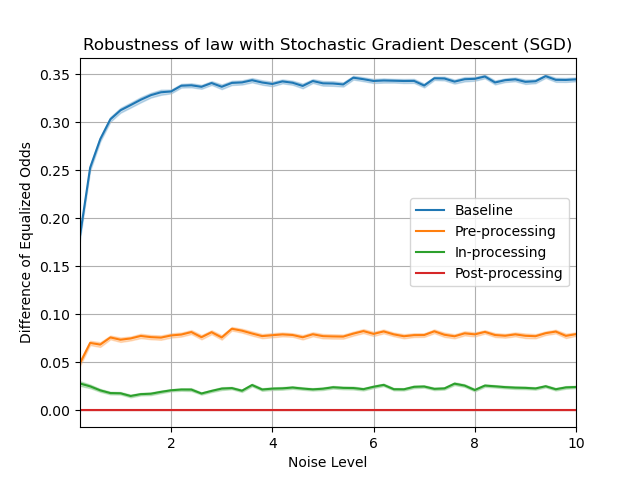 Robustness of law with Stochastic Gradient Descent (SGD)
Difference of Equalized Odds
0.35
0.30
0.25
0.20
0.15
0.10
0.05
0.00
Baseline
Pre-processing
In-processing
Post-processing
2 4 6 8 10
Noise Level